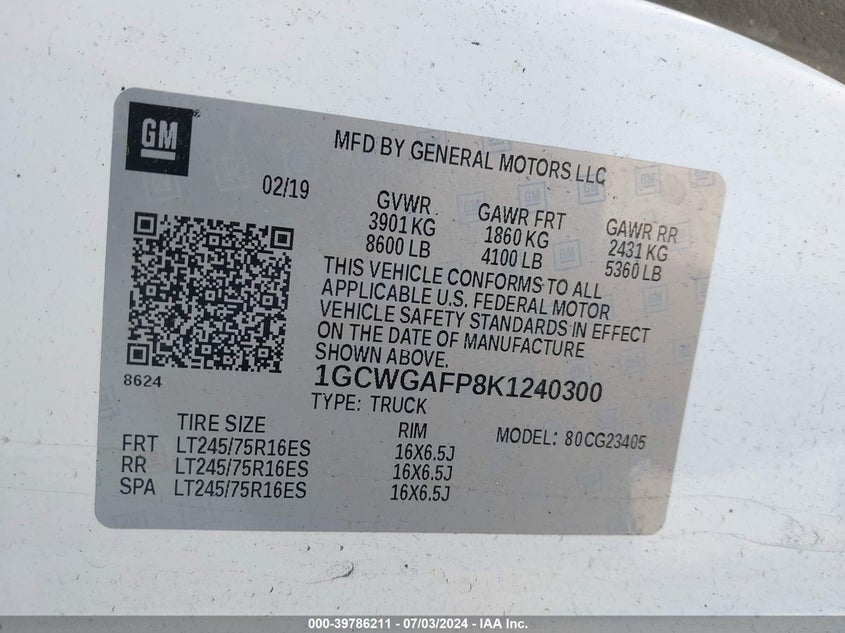 GM
MFD BY GENERAL MOTORS LLC
02/19
GVWR GAWR FRT GAWR RR
3901 KG 1860 KG 2431 KG
8600 LB 4100 LB 5360 LB
THIS VEHICLE CONFORMS TO ALL
APPLICABLE U.S. FEDERAL MOTOR
VEHICLE SAFETY STANDARDS IN EFFECT
ON THE DATE OF MANUFACTURE
SHOWN ABOVE.
8624
1GCWGAFP8K1240300
TYPE: TRUCK
TIRE SIZE RIM MODEL: 80CG23405
FRT LT245/75R16ES 16X6.5J
RR LT245/75R16ES 16X6.5J
SPA LT245/75R16ES 16X6.5J
000-39786211 - 07/03/2024 - IAA Inc.